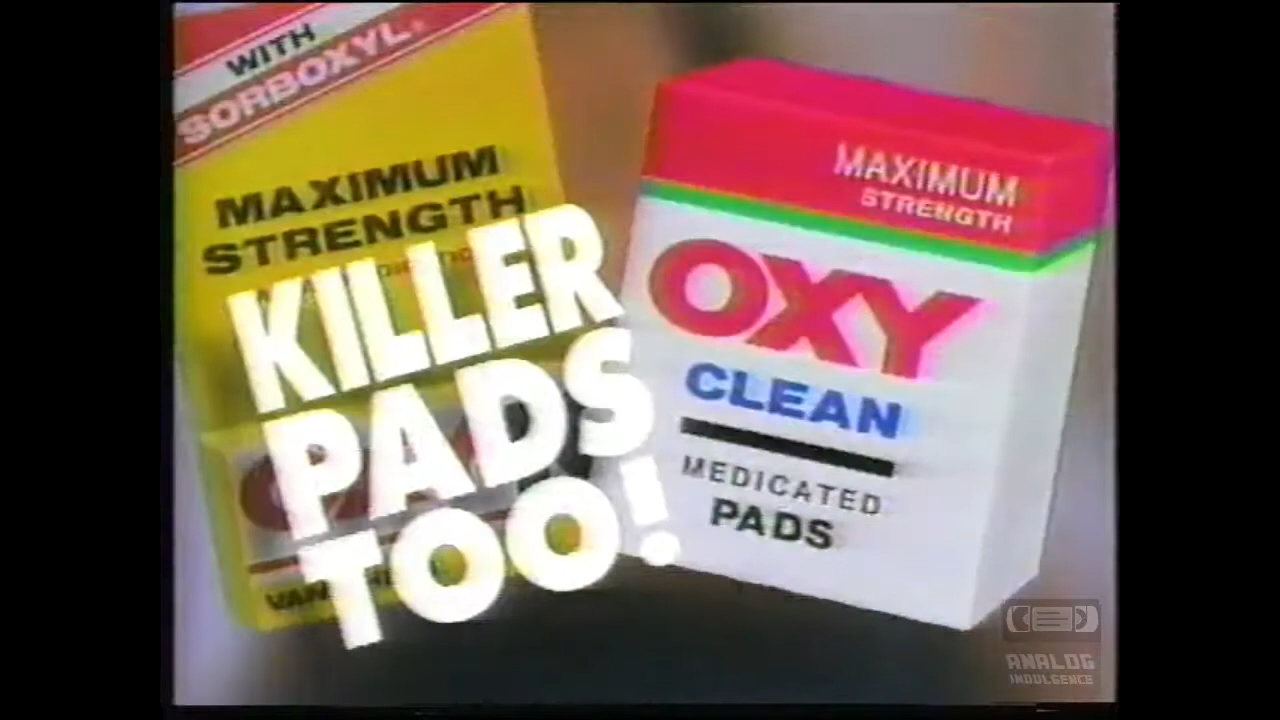 WITH
SORBOXYL®
MAXIMUM
STRENGTH
KILLER
PADS
TOO!
MAXIMUM
STRENGTH
OXY
CLEAN
MEDICATED
PADS
ANALOG
INDULGENCE